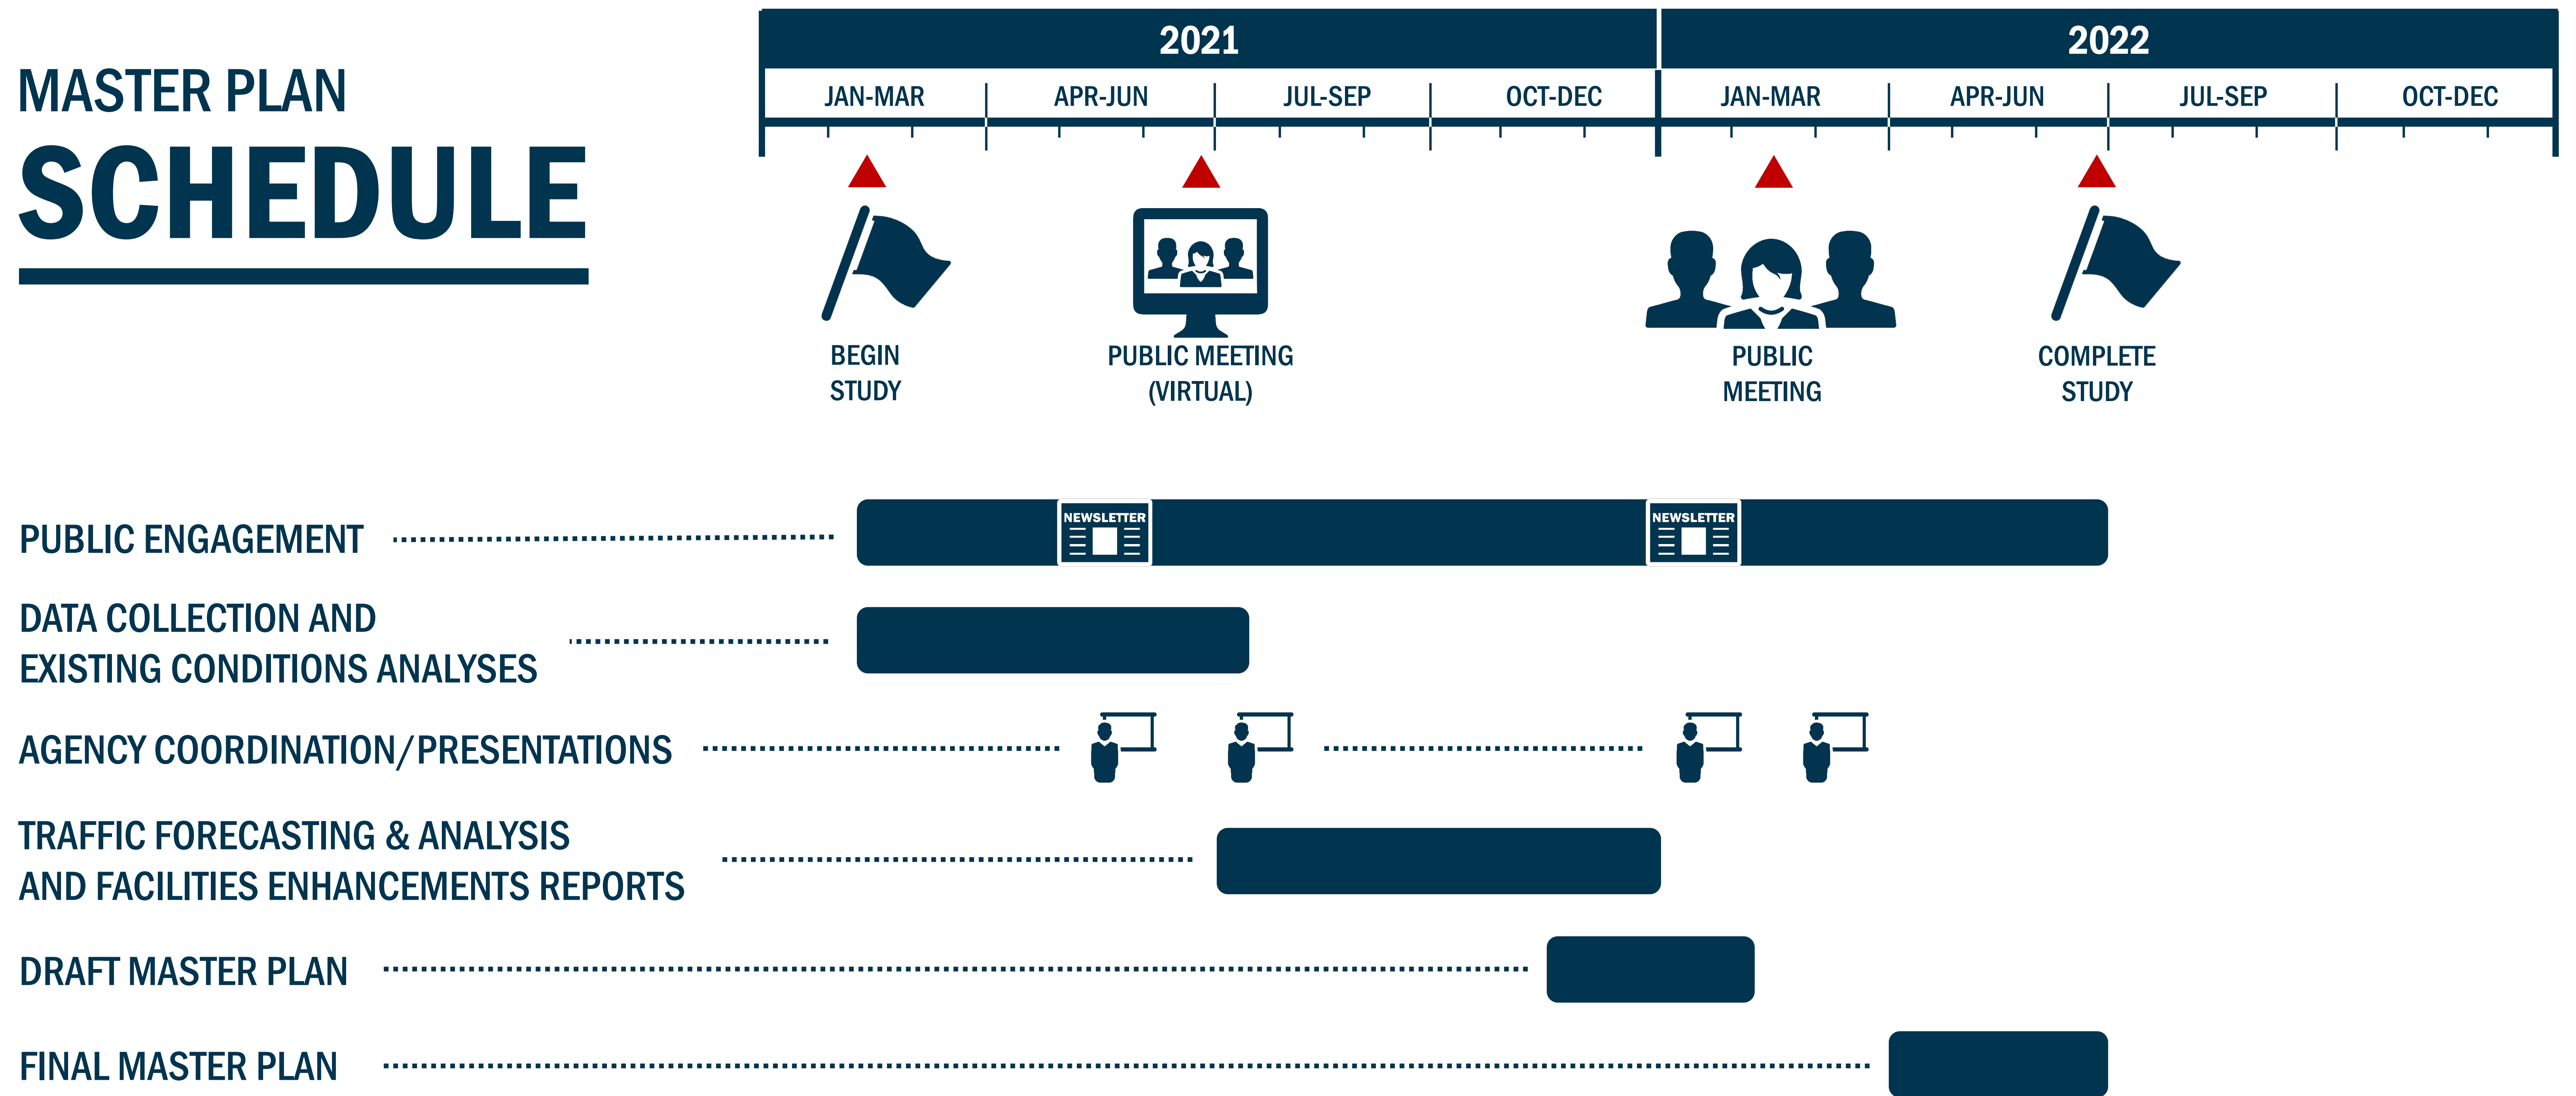 MASTER PLAN
SCHEDULE
2021
2022
JAN-MAR
APR-JUN
JUL-SEP
OCT-DEC
JAN-MAR
APR-JUN
JUL-SEP
OCT-DEC
BEGIN
STUDY
PUBLIC MEETING
(VIRTUAL)
PUBLIC
MEETING
COMPLETE
STUDY
PUBLIC ENGAGEMENT
NEWSLETTER
NEWSLETTER
DATA COLLECTION AND
EXISTING CONDITIONS ANALYSES
AGENCY COORDINATION/PRESENTATIONS
TRAFFIC FORECASTING & ANALYSIS
AND FACILITIES ENHANCEMENTS REPORTS
DRAFT MASTER PLAN
FINAL MASTER PLAN